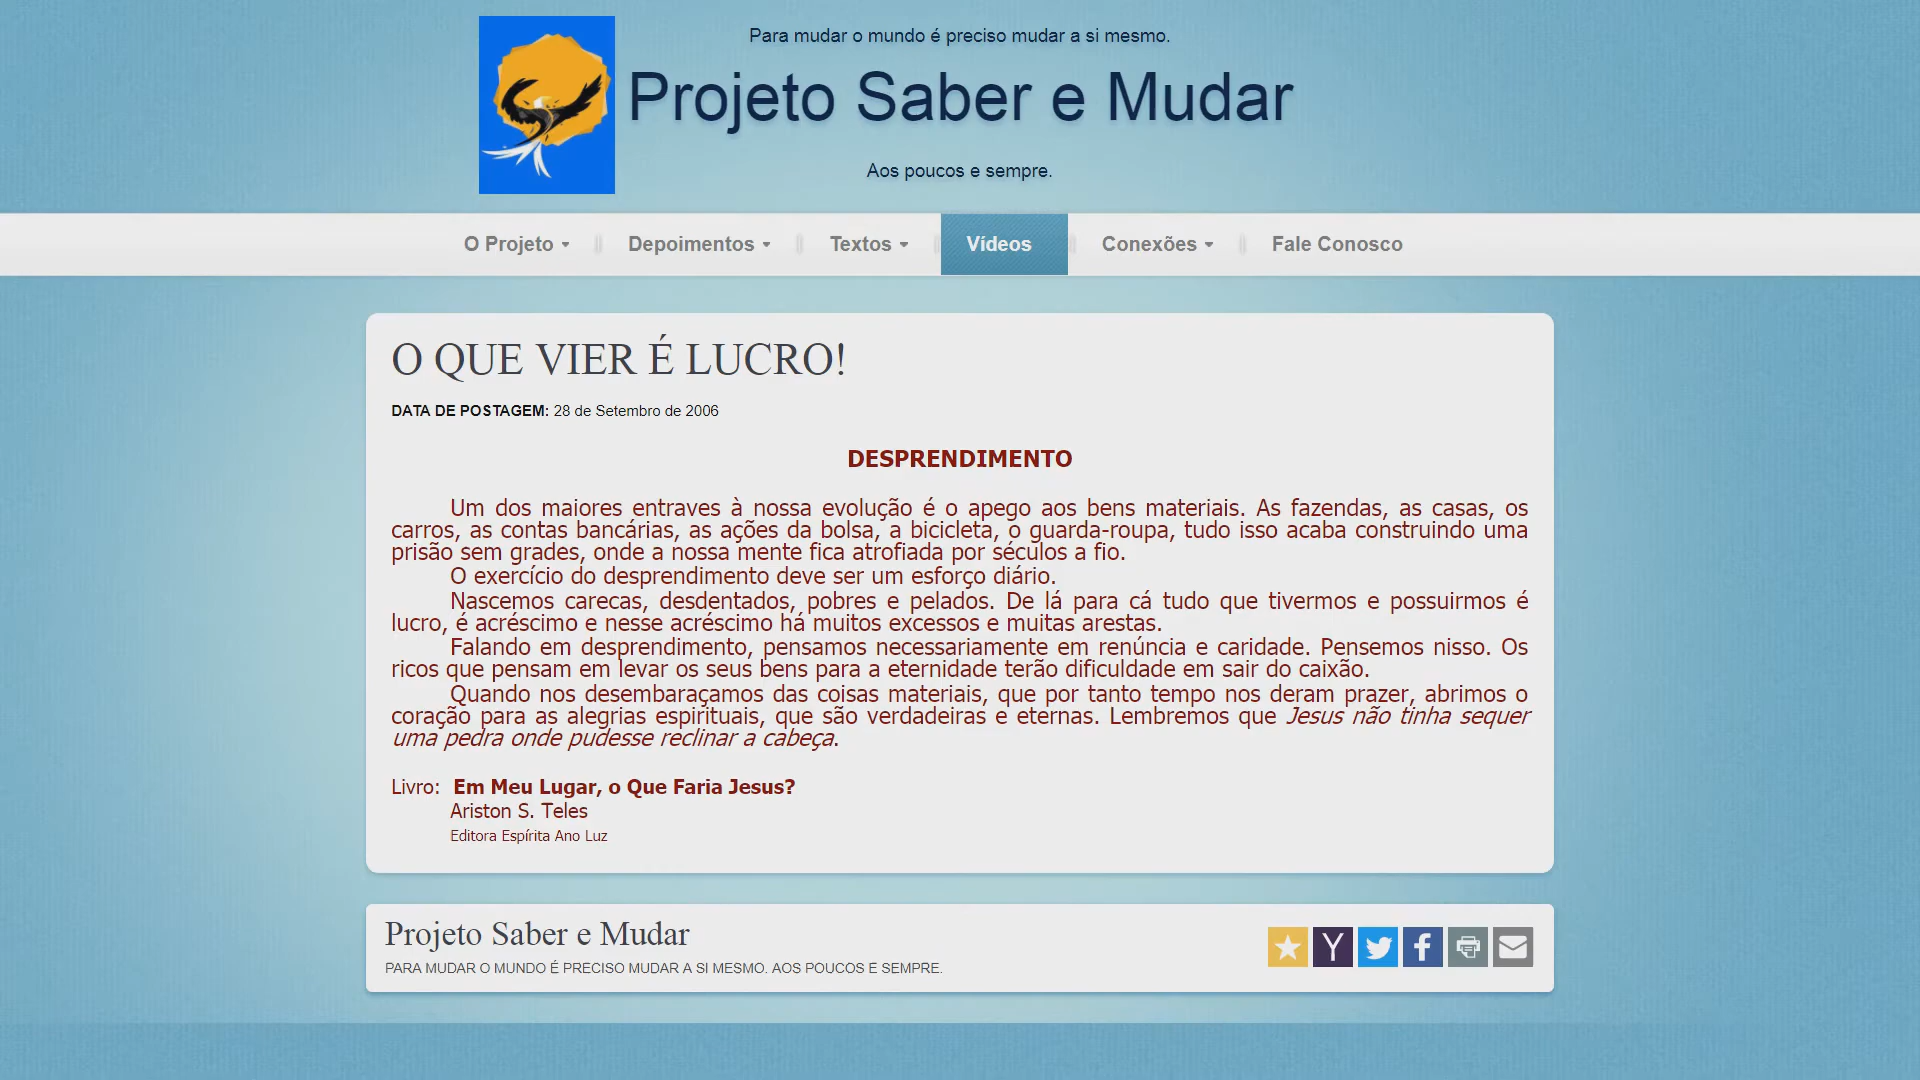 Para mudar o mundo é preciso mudar a si mesmo.
Projeto Saber e Mudar
Aos poucos e sempre.
O Projeto
Depoimentos
Textos
Vídeos
Conexões
Fale Conosco
O QUE VIER É LUCRO!
DATA DE POSTAGEM: 28 de Setembro de 2006
DESPRENDIMENTO
Um dos maiores entraves à nossa evolução é o apego aos bens materiais. As fazendas, as casas, os
carros, as contas bancárias, as ações da bolsa, a bicicleta, o guarda-roupa, tudo isso acaba construindo uma
prisão sem grades, onde a nossa mente fica atrofiada por séculos a fio.
O exercício do desprendimento deve ser um esforço diário.
Nascemos carecas, desdentados, pobres e pelados. De lá para cá tudo que tivermos e possuirmos é
lucro, é acréscimo e nesse acréscimo há muitos excessos e muitas arestas.
Falando em desprendimento, pensamos necessariamente em renúncia e caridade. Pensemos nisso. Os
ricos que pensam em levar os seus bens para a eternidade terão dificuldade em sair do caixão.
Quando nos desembaraçamos das coisas materiais, que por tanto tempo nos deram prazer, abrimos o
coração para as alegrias espirituais, que são verdadeiras e eternas. Lembremos que Jesus não tinha sequer
uma pedra onde pudesse reclinar a cabeça.
Livro: Em Meu Lugar, o Que Faria Jesus?
Ariston S. Teles
Editora Espírita Ano Luz
Projeto Saber e Mudar
PARA MUDAR O MUNDO É PRECISO MUDAR A SI MESMO. AOS POUCOS E SEMPRE.